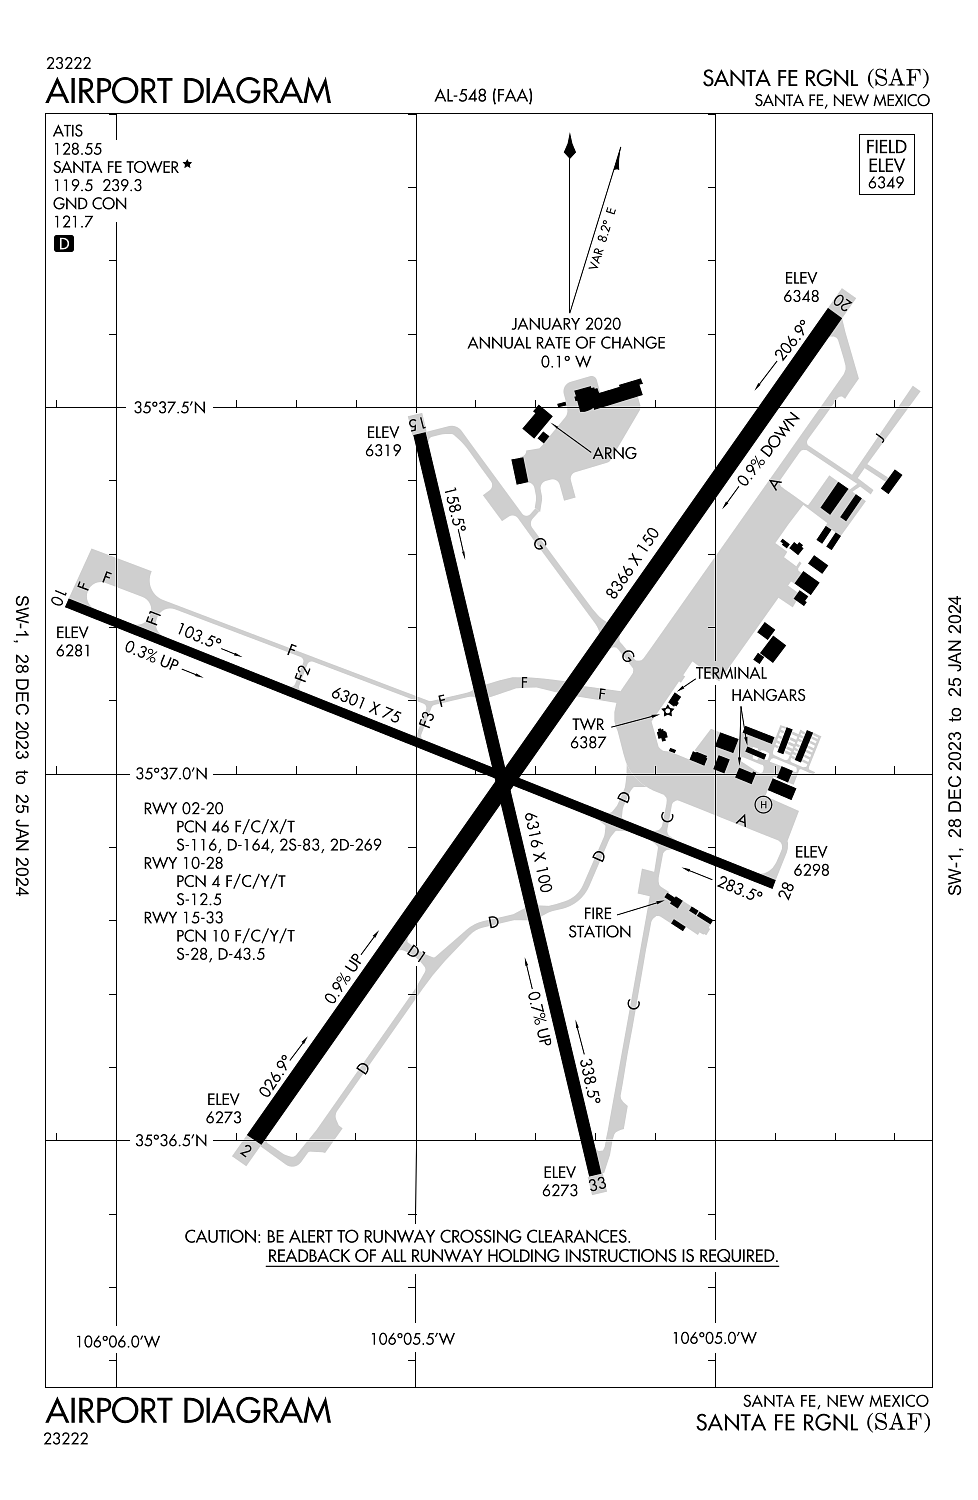 23222
AIRPORT DIAGRAM
AL-548 (FAA)
SANTA FE RGNL (SAF)
SANTA FE, NEW MEXICO
ATIS
128.55
SANTA FE TOWER★
119.5 239.3
GND CON
121.7
D
FIELD
ELEV
6349
VAR 8.2° E
JANUARY 2020
ANNUAL RATE OF CHANGE
0.1° W
ELEV
6348
20
206.9°
35°37.5'N
15
ELEV
6319
ARNG
0.9% DOWN
J
A
158.5°
G
8366 X 150
F
F
F1
10
ELEV
6281
103.5°
0.3% UP
F
F2
G
TERMINAL
HANGARS
6301 X 75
F3
F
F
F
TWR
6387
35°37.0'N
D
H
C
A
RWY 02-20
PCN 46 F/C/X/T
S-116, D-164, 2S-83, 2D-269
RWY 10-28
PCN 4 F/C/Y/T
S-12.5
RWY 15-33
PCN 10 F/C/Y/T
S-28, D-43.5
6316 X 100
D
ELEV
6298
283.5°
28
FIRE
STATION
D
D1
0.9% UP
0.7% UP
C
D
026.9°
338.5°
ELEV
6273
2
35°36.5'N
ELEV
6273
33
CAUTION: BE ALERT TO RUNWAY CROSSING CLEARANCES.
READBACK OF ALL RUNWAY HOLDING INSTRUCTIONS IS REQUIRED.
106°06.0'W
106°05.5'W
106°05.0'W
SW-1, 28 DEC 2023 to 25 JAN 2024
SW-1, 28 DEC 2023 to 25 JAN 2024
AIRPORT DIAGRAM
23222
SANTA FE, NEW MEXICO
SANTA FE RGNL (SAF)